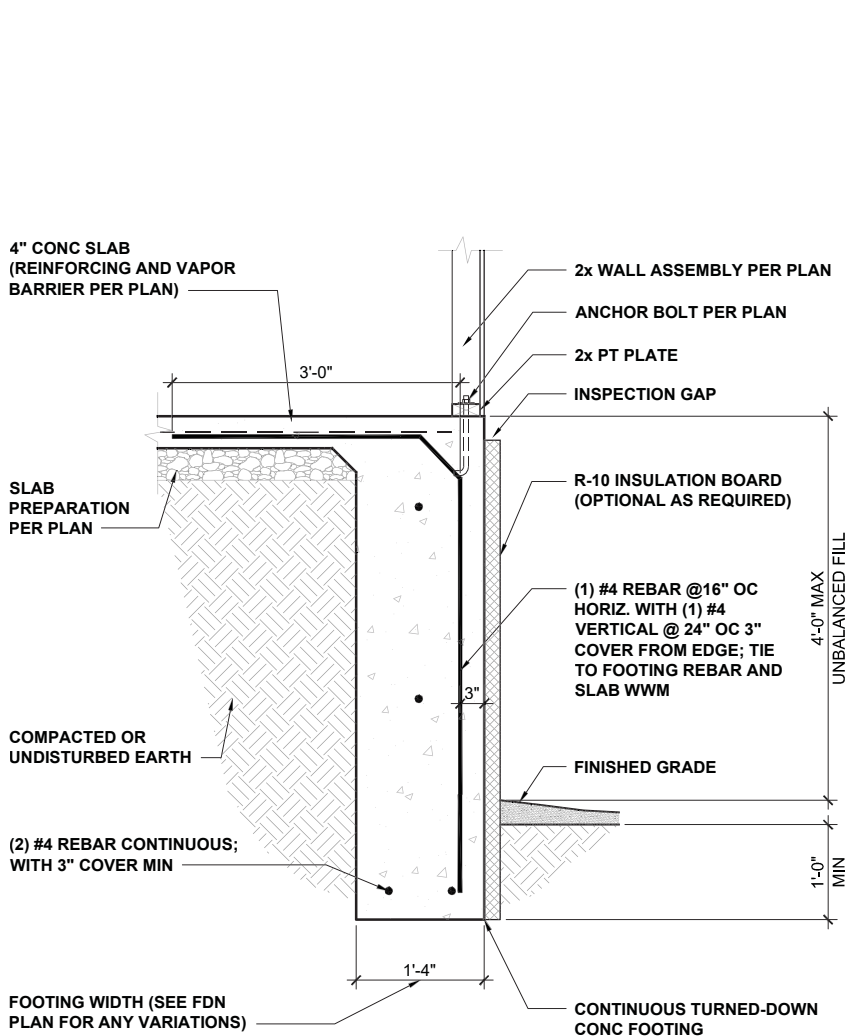 4" CONC SLAB
(REINFORCING AND VAPOR
BARRIER PER PLAN)
3'-0"
2x WALL ASSEMBLY PER PLAN
ANCHOR BOLT PER PLAN
2x PT PLATE
INSPECTION GAP
SLAB
PREPARATION
PER PLAN
R-10 INSULATION BOARD
(OPTIONAL AS REQUIRED)
(1) #4 REBAR @16" OC
HORIZ. WITH (1) #4
VERTICAL @ 24" OC 3"
COVER FROM EDGE; TIE
TO FOOTING REBAR AND
SLAB WWM
4'-0" MAX
UNBALANCED FILL
3"
COMPACTED OR
UNDISTURBED EARTH
FINISHED GRADE
(2) #4 REBAR CONTINUOUS;
WITH 3" COVER MIN
1'-0"
MIN
1'-4"
FOOTING WIDTH (SEE FDN
PLAN FOR ANY VARIATIONS)
CONTINUOUS TURNED-DOWN
CONC FOOTING